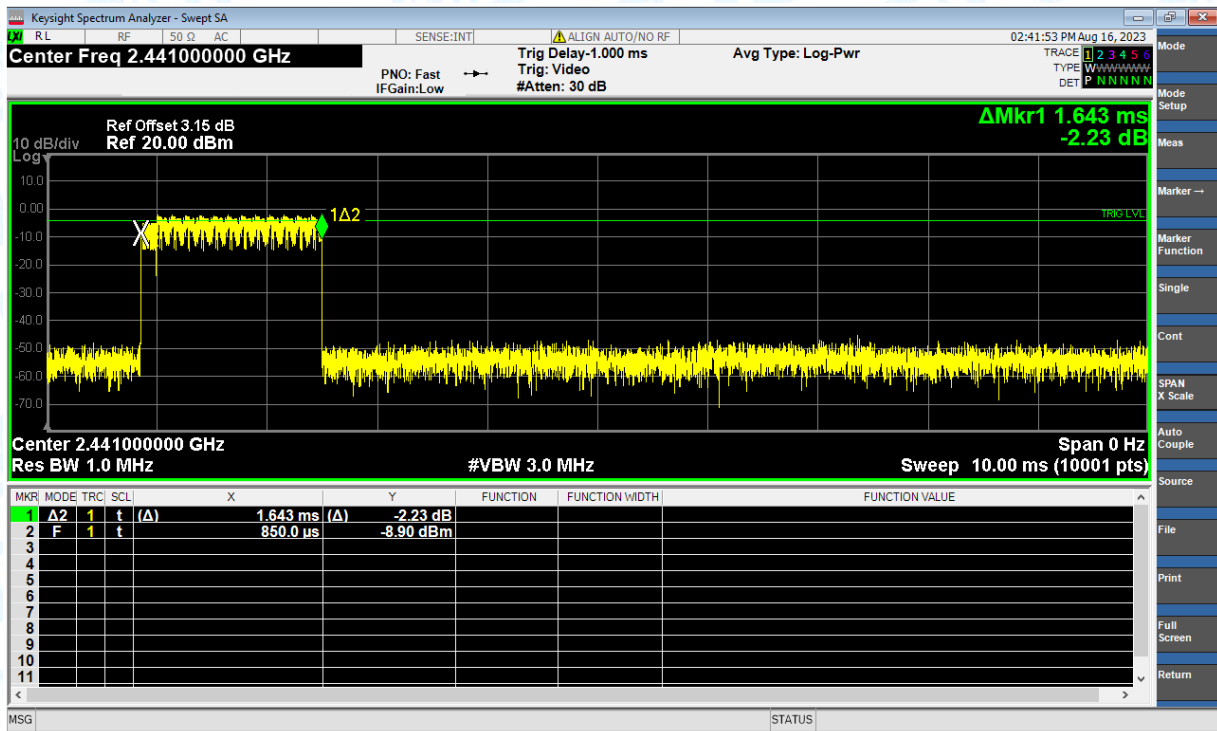 Keysight Spectrum Analyzer - Swept SA
LXI RL RF 50 Ω AC SENSE:INT ALIGN AUTO/NO RF 02:41:53 PM Aug 16, 2023
Center Freq 2.441000000 GHz
PNO: Fast
IFGain:Low
Trig Delay-1.000 ms
Trig: Video
#Atten: 30 dB
Avg Type: Log-Pwr
TRACE 1 2 3 4 5 6
TYPE WWWWWWW
DET P N N N N N
ΔMkr1 1.643 ms
-2.23 dB
Ref Offset 3.15 dB
10 dB/div Ref 20.00 dBm
Log
10.0
0.00
-10.0
-20.0
-30.0
-40.0
-50.0
-60.0
-70.0
1Δ2
TRIG LVL
Center 2.441000000 GHz Span 0 Hz
Res BW 1.0 MHz #VBW 3.0 MHz Sweep 10.00 ms (10001 pts)
MKR MODE TRC SCL X Y FUNCTION FUNCTION WIDTH FUNCTION VALUE
1 Δ2 1 t (Δ) 1.643 ms (Δ) -2.23 dB
2 F 1 t 850.0 µs -8.90 dBm
3
4
5
6
7
8
9
10
11
MSG STATUS
Mode
Mode
Setup
Meas
Marker →
Marker
Function
Single
Cont
SPAN
X Scale
Auto
Couple
Source
File
Print
Full
Screen
Return